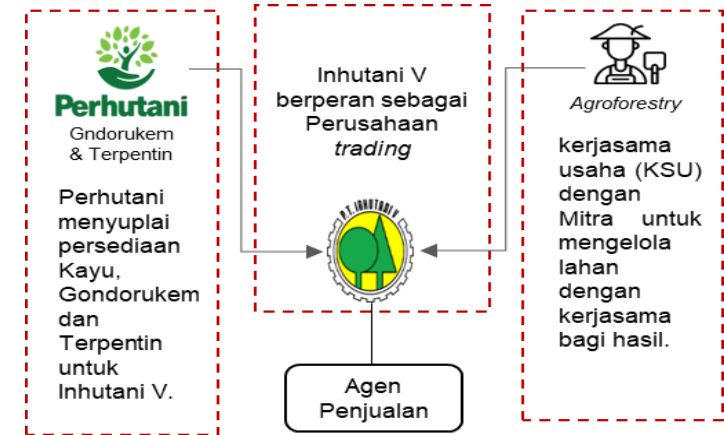 Perhutani
Gndorukem
& Terpentin
Perhutani
menyuplai
persediaan
Kayu,
Gondorukem
dan
Terpentin
untuk
Inhutani V.
Inhutani V
berperan sebagai
Perusahaan
trading
P.T. INHUTANI V
Agen
Penjualan
Agroforestry
kerjasama
usaha (KSU)
dengan
Mitra untuk
mengelola
lahan
dengan
kerjasama
bagi hasil.